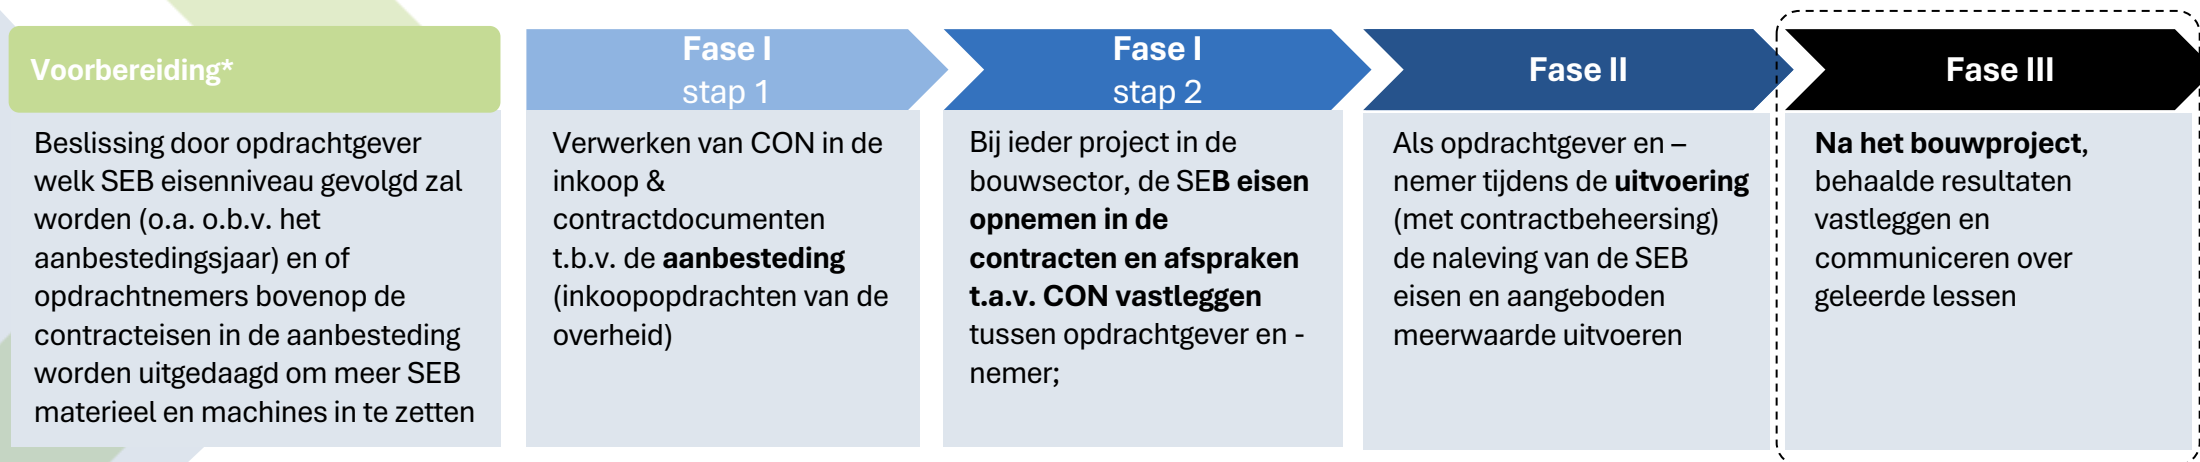 Voorbereiding*
Beslissing door opdrachtgever
welk SEB eisenniveau gevolgd zal
worden (o.a. o.b.v. het
aanbestedingsjaar) en of
opdrachtnemers bovenop de
contracteisen in de aanbesteding
worden uitgedaagd om meer SEB
materieel en machines in te zetten
Fase I
stap 1
Verwerken van CON in de
inkoop &
contractdocumenten
t.b.v. de aanbesteding
(inkoopopdrachten van de
overheid)
Fase I
stap 2
Bij ieder project in de
bouwsector, de SEB eisen
opnemen in de
contracten en afspraken
t.a.v. CON vastleggen
tussen opdrachtgever en -
nemer;
Fase II
Als opdrachtgever en –
nemer tijdens de uitvoering
(met contractbeheersing)
de naleving van de SEB
eisen en aangeboden
meerwaarde uitvoeren
Fase III
Na het bouwproject,
behaalde resultaten
vastleggen en
communiceren over
geleerde lessen